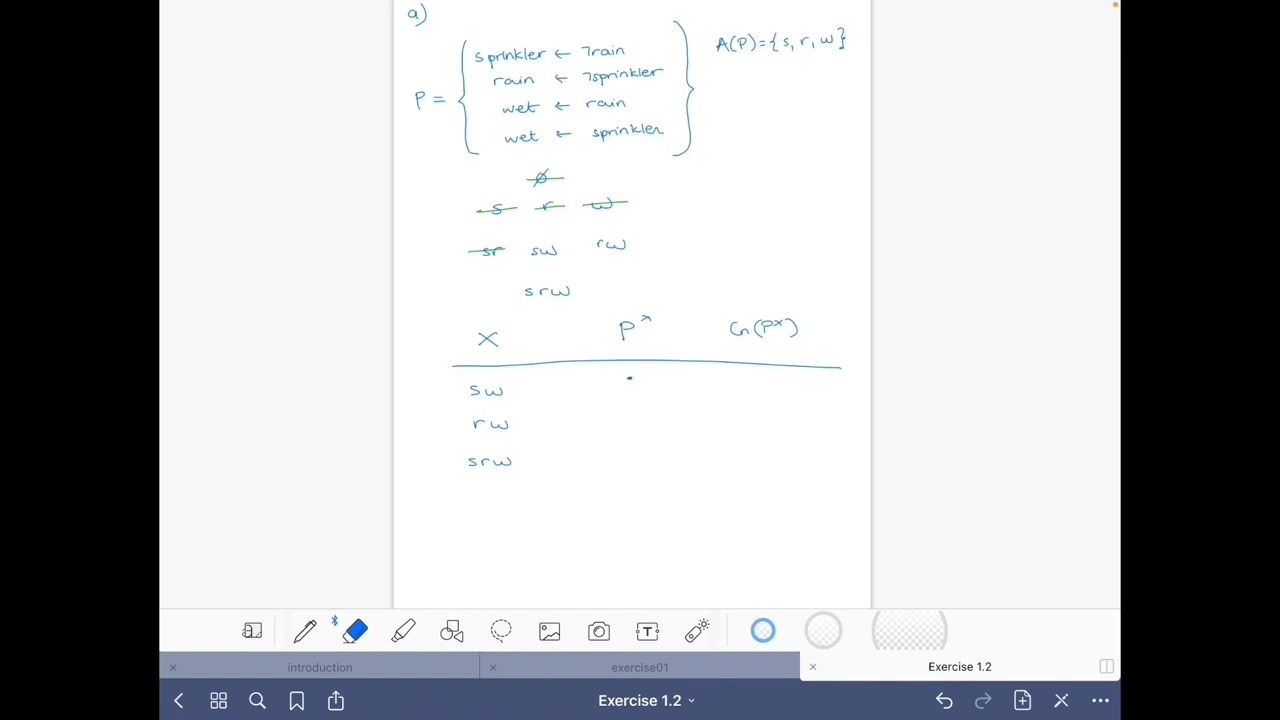 a)
P = { sprinkler ← ¬rain
rain ← ¬sprinkler
wet ← rain
wet ← sprinkler }
A(P)={s, r, w}
∅
s r w
sr sw rw
srw
X P^x Cn(P^x)
sw
rw
srw
introduction
exercise01
Exercise 1.2
Exercise 1.2